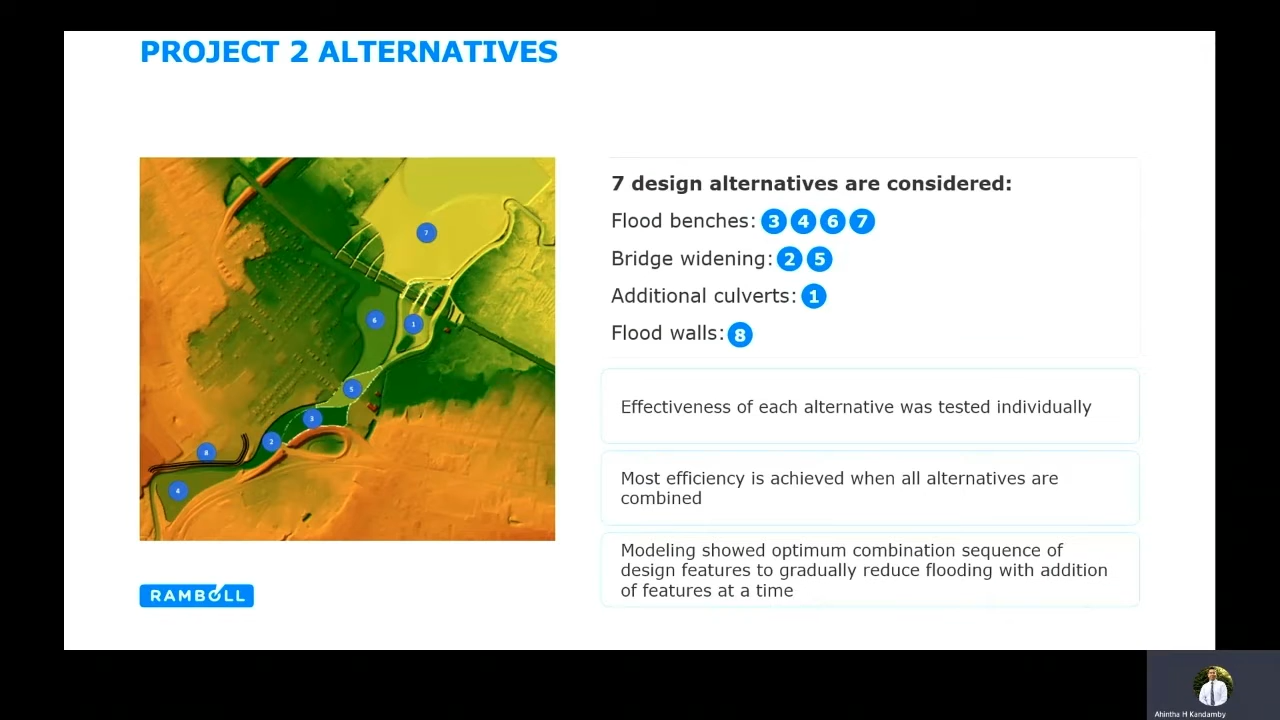 PROJECT 2 ALTERNATIVES
7 design alternatives are considered:
Flood benches: 3 4 6 7
Bridge widening: 2 5
Additional culverts: 1
Flood walls: 8
7
6
1
5
3
2
8
4
Effectiveness of each alternative was tested individually
Most efficiency is achieved when all alternatives are
combined
Modeling showed optimum combination sequence of
design features to gradually reduce flooding with addition
of features at a time
RAMBOLL
Ahintha H Kandamby